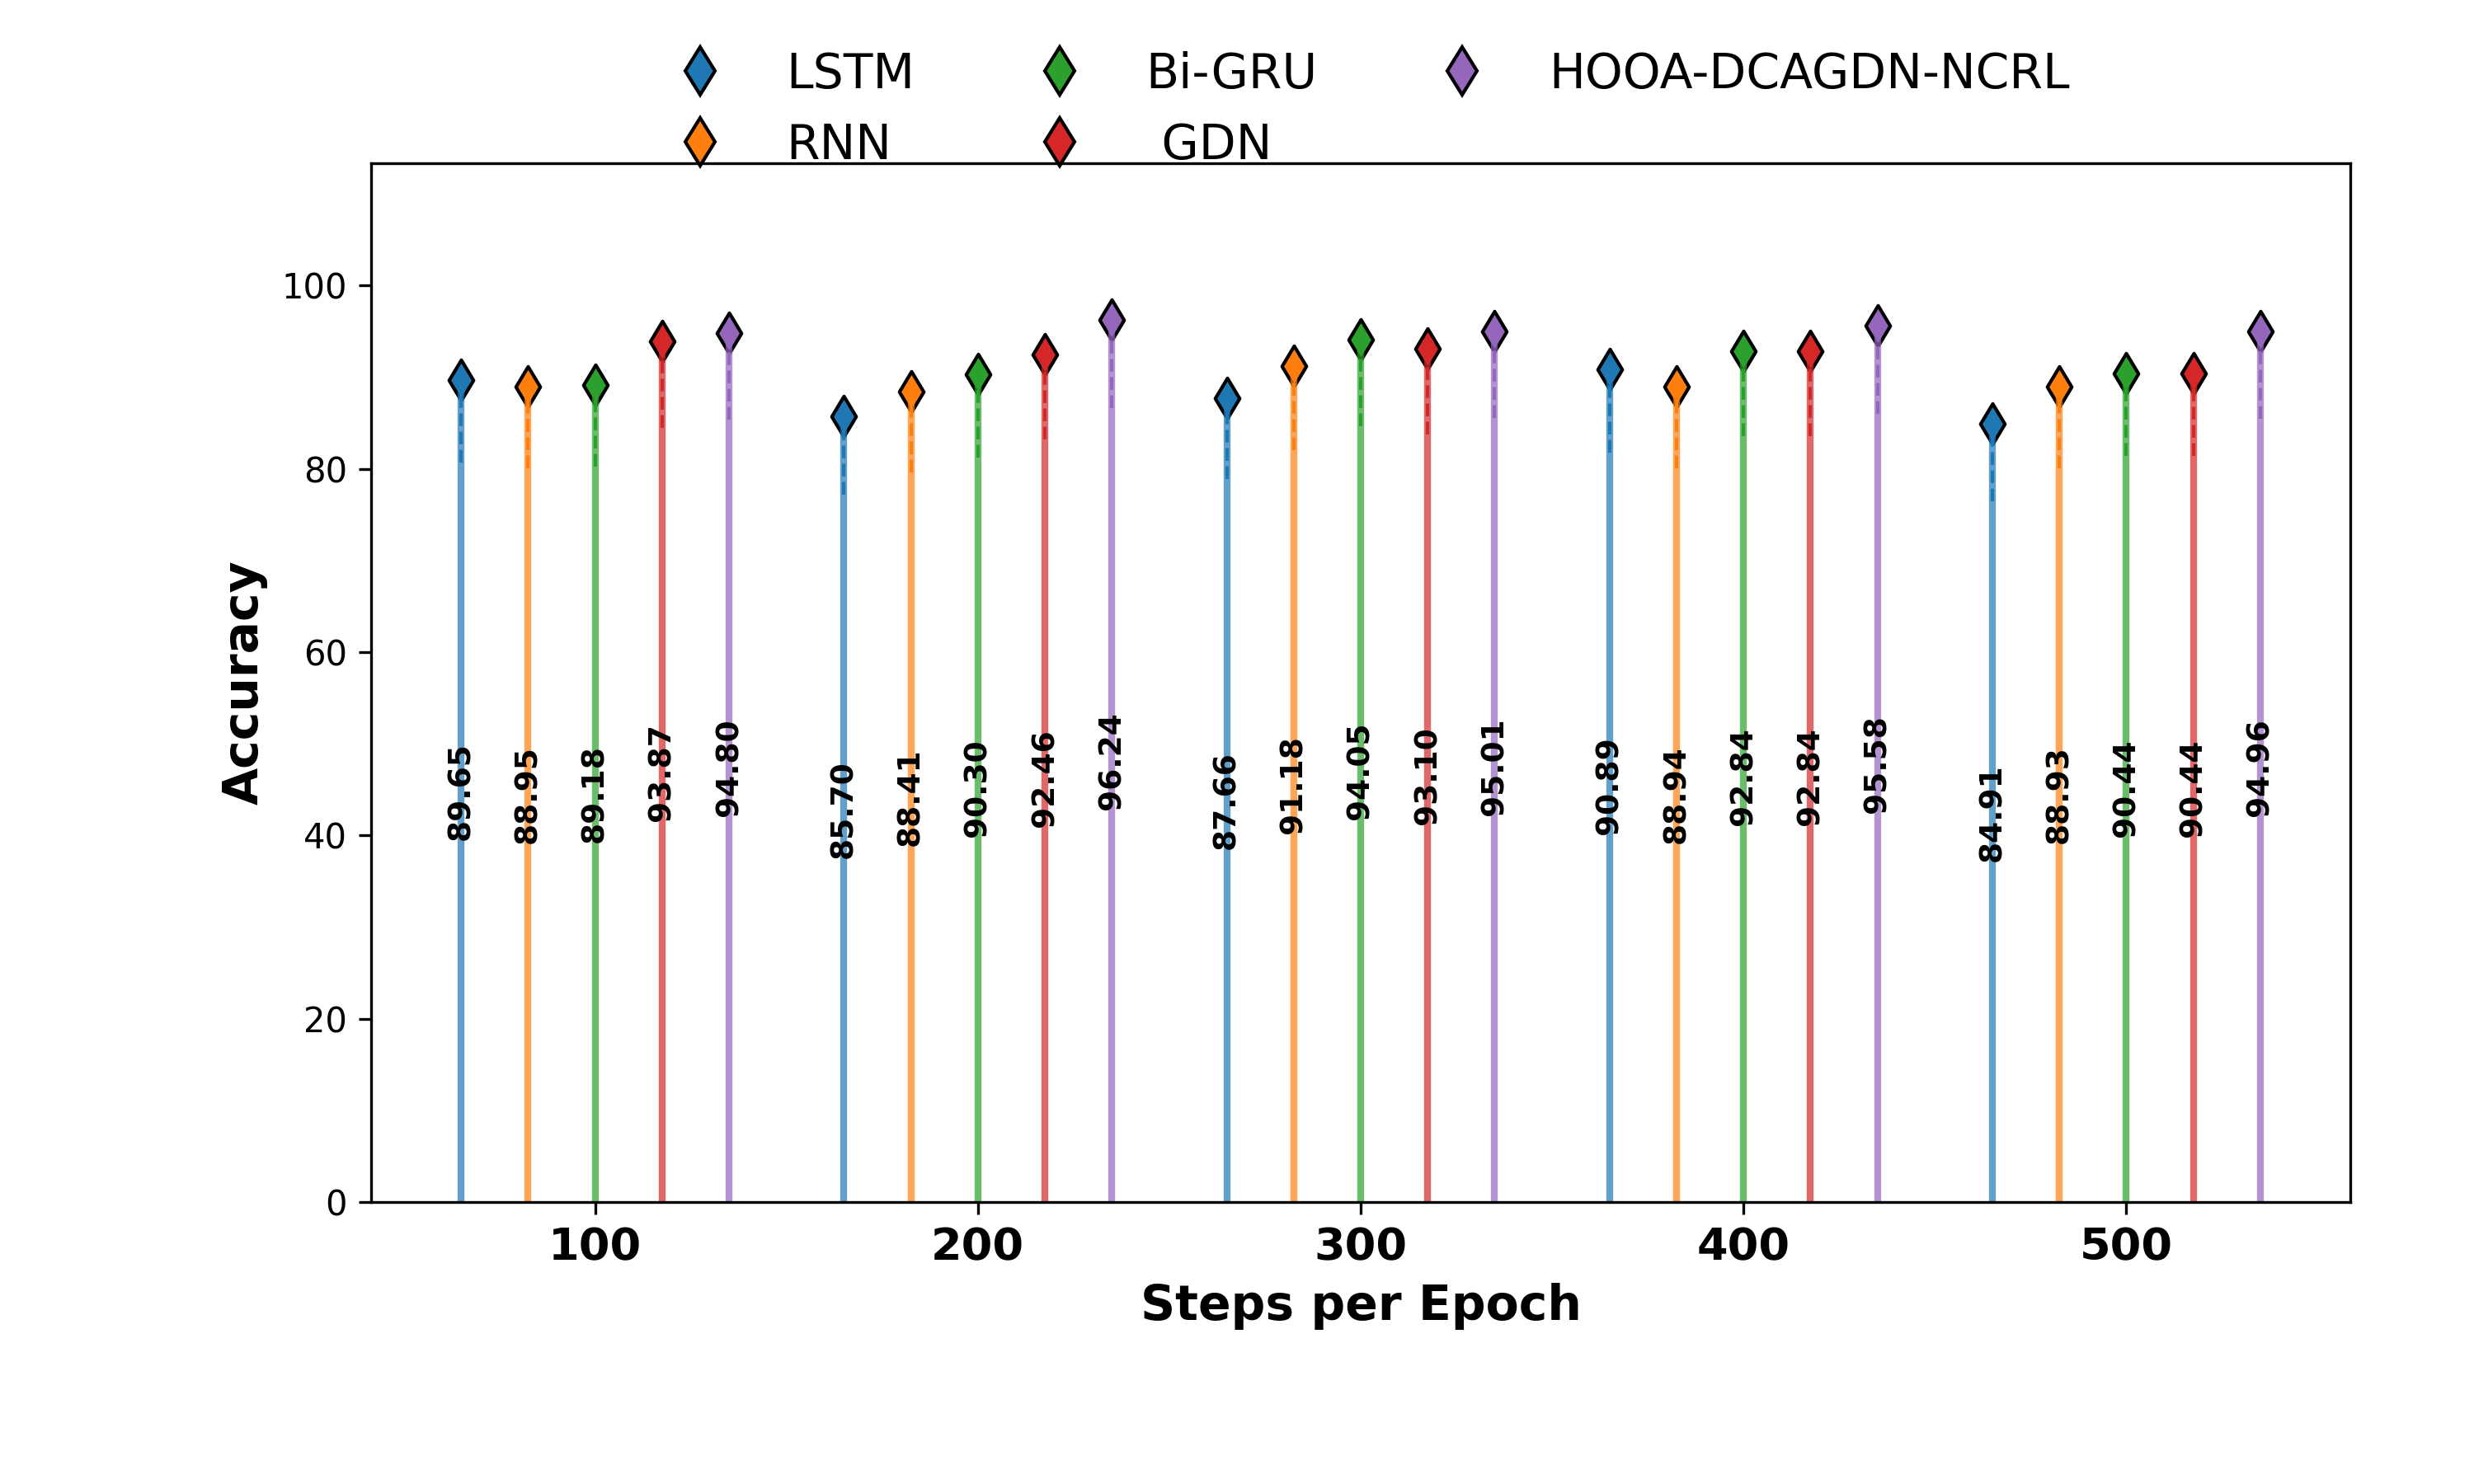 LSTM Bi-GRU HOOA-DCAGDN-NCRL
RNN GDN
Accuracy
100
80
60
40
20
0
89.65 88.95 89.18 93.87 94.80 85.70 88.41 90.30 92.46 96.24 87.66 91.18 94.05 93.10 95.01 90.89 88.94 92.84 92.84 95.58 84.91 88.93 90.44 90.44 94.96
100 200 300 400 500
Steps per Epoch